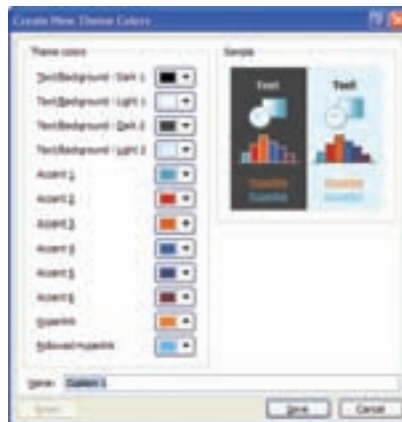 Create New Theme Colors
Theme colors
Sample
Text/Background - Dark 1
Text/Background - Light 1
Text/Background - Dark 2
Text/Background - Light 2
Accent 1
Accent 2
Accent 3
Accent 4
Accent 5
Accent 6
Hyperlink
Followed Hyperlink
Text
Text
Hyperlink
Hyperlink
Name: Custom 1
Reset
Save
Cancel